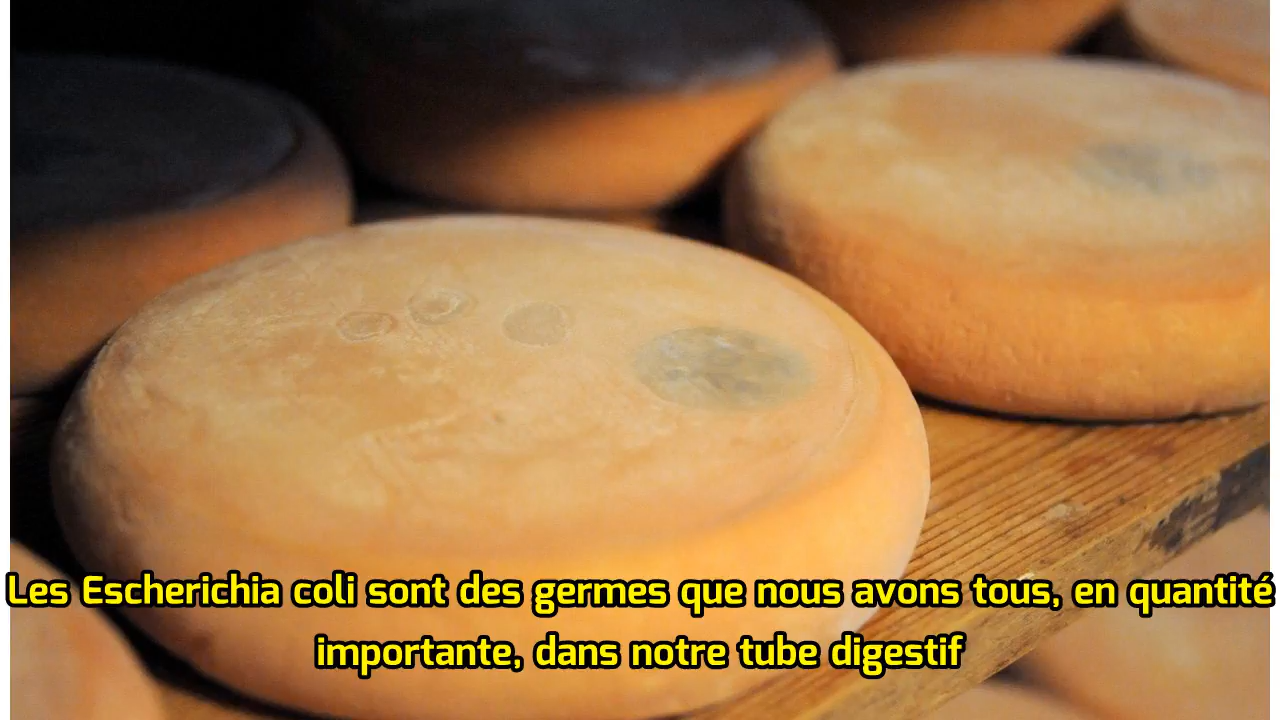 Les Escherichia coli sont des germes que nous avons tous, en quantité
importante, dans notre tube digestif